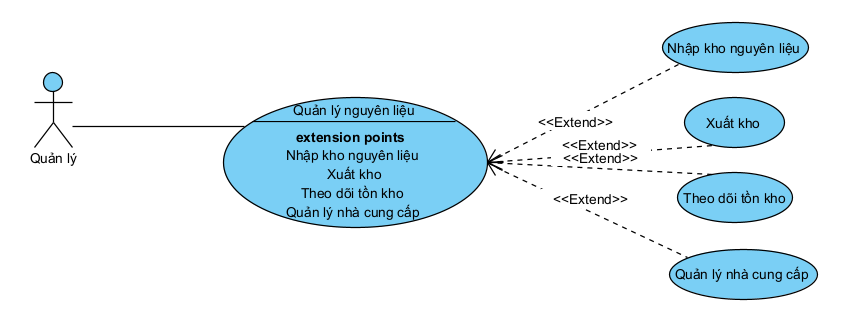 Quản lý
Quản lý nguyên liệu
extension points
Nhập kho nguyên liệu
Xuất kho
Theo dõi tồn kho
Quản lý nhà cung cấp
<<Extend>>
<<Extend>>
<<Extend>>
<<Extend>>
Nhập kho nguyên liệu
Xuất kho
Theo dõi tồn kho
Quản lý nhà cung cấp